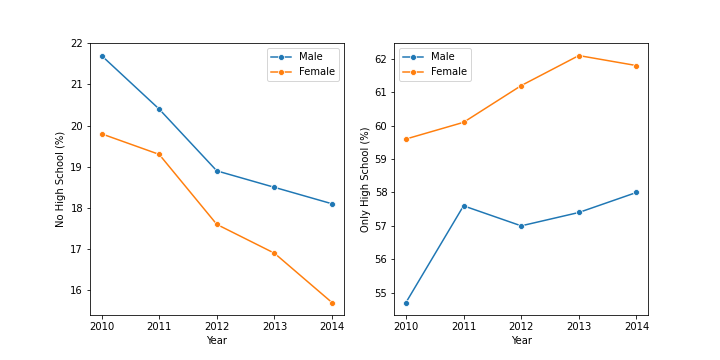 22
21
20
19
18
17
16
No High School (%)
2010 2011 2012 2013 2014
Year
Male
Female
62
61
60
59
58
57
56
55
Only High School (%)
2010 2011 2012 2013 2014
Year
Male
Female